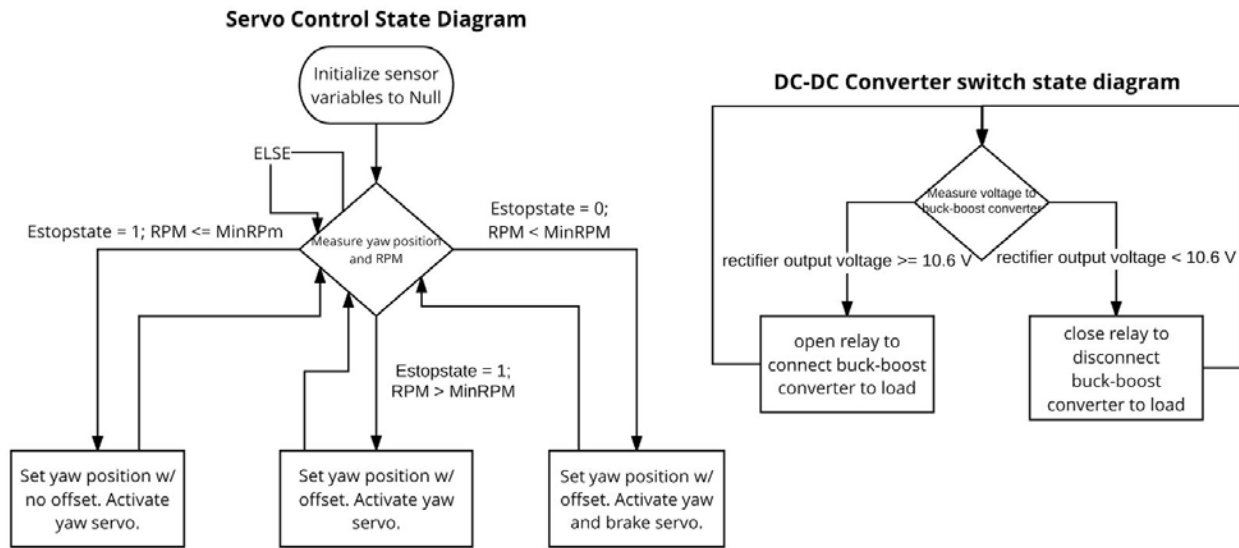 Servo Control State Diagram
Initialize sensor
variables to Null
ELSE
Estopstate = 0;
RPM < MinRPM
Estopstate = 1; RPM <= MinRPm
Measure yaw position
and RPM
Estopstate = 1;
RPM > MinRPM
Set yaw position w/
no offset. Activate
yaw servo.
Set yaw position w/
offset. Activate yaw
servo.
Set yaw position w/
offset. Activate yaw
and brake servo.
DC-DC Converter switch state diagram
Measure voltage to
buck-boost converter
rectifier output voltage >= 10.6 V
rectifier output voltage < 10.6 V
open relay to
connect buck-boost
converter to load
close relay to
disconnect
buck-boost
converter to load